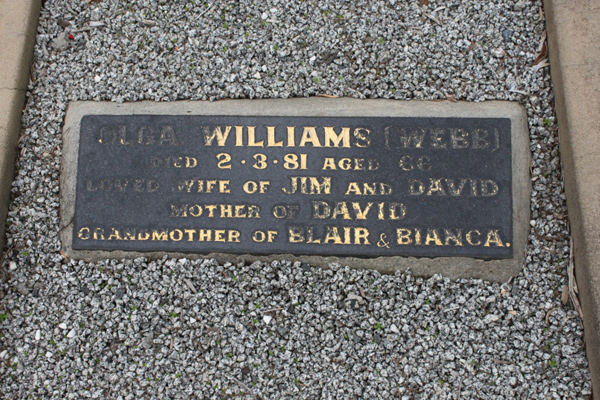 OLGA WILLIAMS (WEBB)
DIED 2·3·81 AGED
LOVED WIFE OF JIM AND DAVID
MOTHER OF DAVID
GRANDMOTHER OF BLAIR & BIANCA.